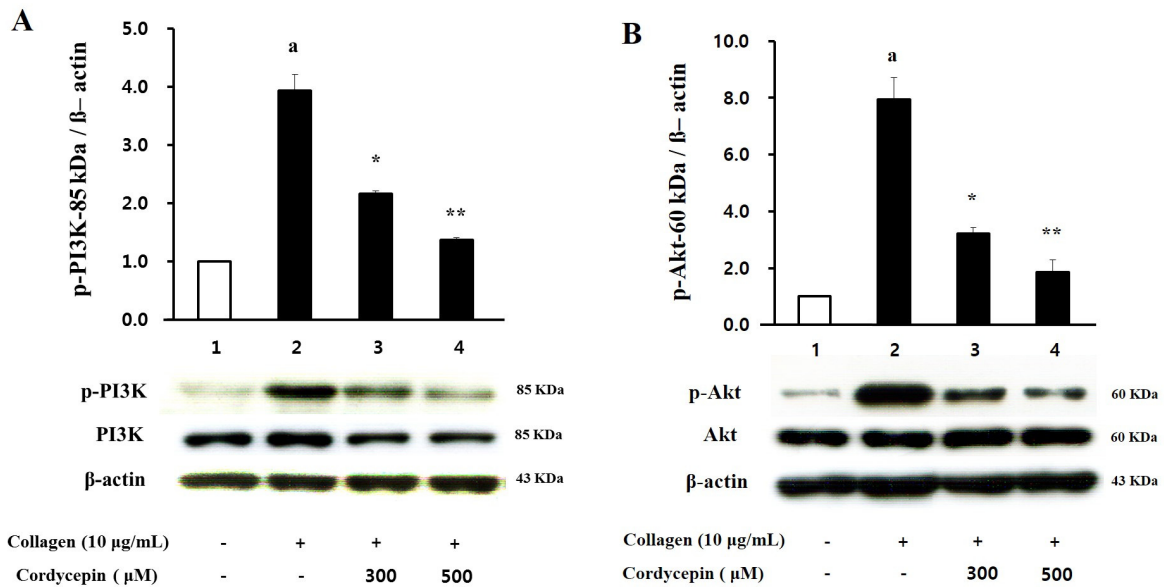 A
p-PI3K-85 kDa / ß– actin
5.0
4.0
3.0
2.0
1.0
0.0
a
*
**
1 2 3 4
p-PI3K 85 KDa
PI3K 85 KDa
β-actin 43 KDa
Collagen (10 µg/mL) - + + +
Cordycepin ( µM) - - 300 500
B
p-Akt-60 kDa / ß– actin
10.0
8.0
6.0
4.0
2.0
0.0
a
*
**
1 2 3 4
p-Akt 60 KDa
Akt 60 KDa
β-actin 43 KDa
Collagen (10 µg/mL) - + + +
Cordycepin ( µM) - - 300 500